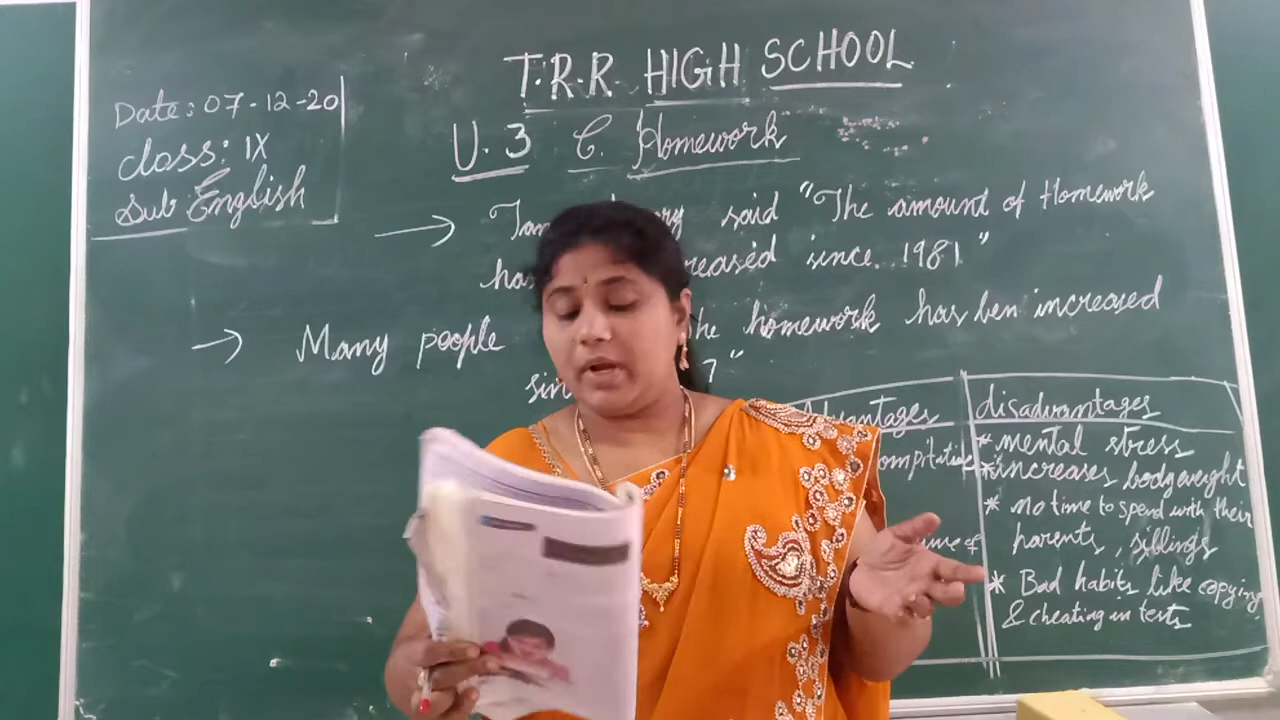 T.R.R. HIGH SCHOOL
Date: 07-12-20
Class: IX
Sub English
U.3 C. Homework
→ said "The amount of Homework
since 1981"
→ Many people homework has ben increased
7"
Advantages
disadvantages
* mental stress
* increases bodyweight
* no time to spend with their
parents, siblings
* Bad habits like copying
& cheating in tests